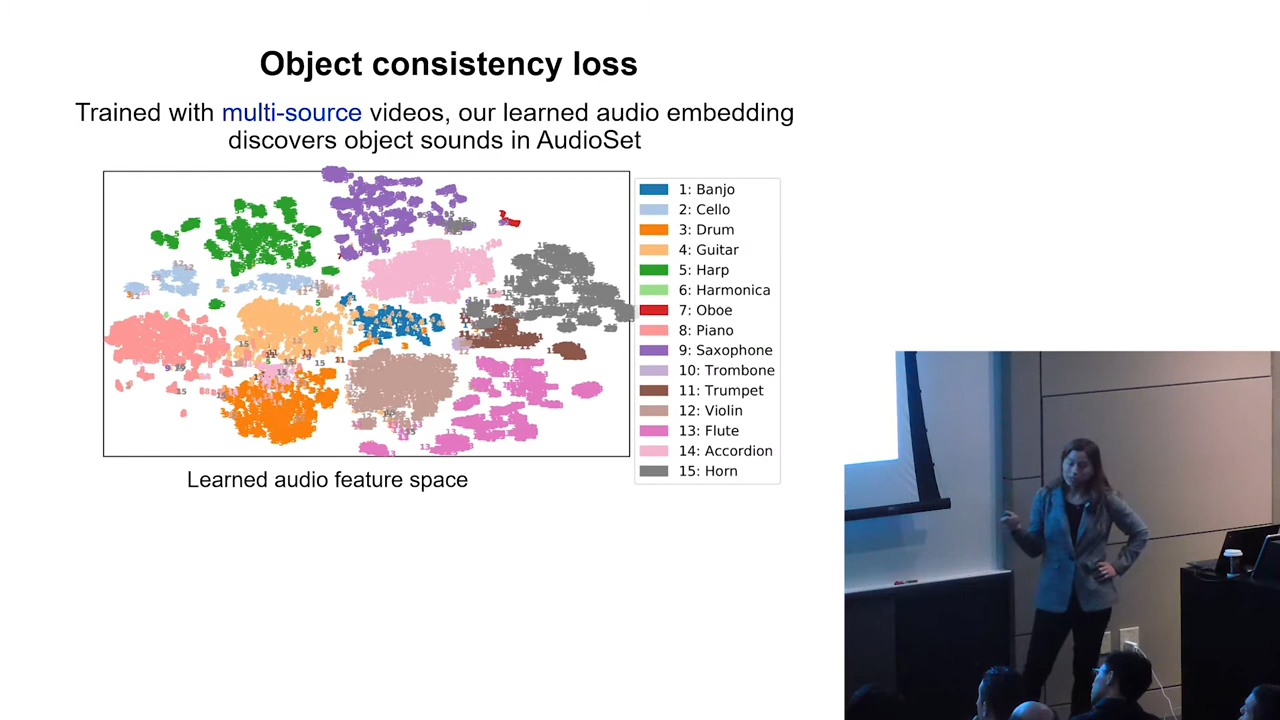 Object consistency loss
Trained with multi-source videos, our learned audio embedding
discovers object sounds in AudioSet
1: Banjo
2: Cello
3: Drum
4: Guitar
5: Harp
6: Harmonica
7: Oboe
8: Piano
9: Saxophone
10: Trombone
11: Trumpet
12: Violin
13: Flute
14: Accordion
15: Horn
Learned audio feature space